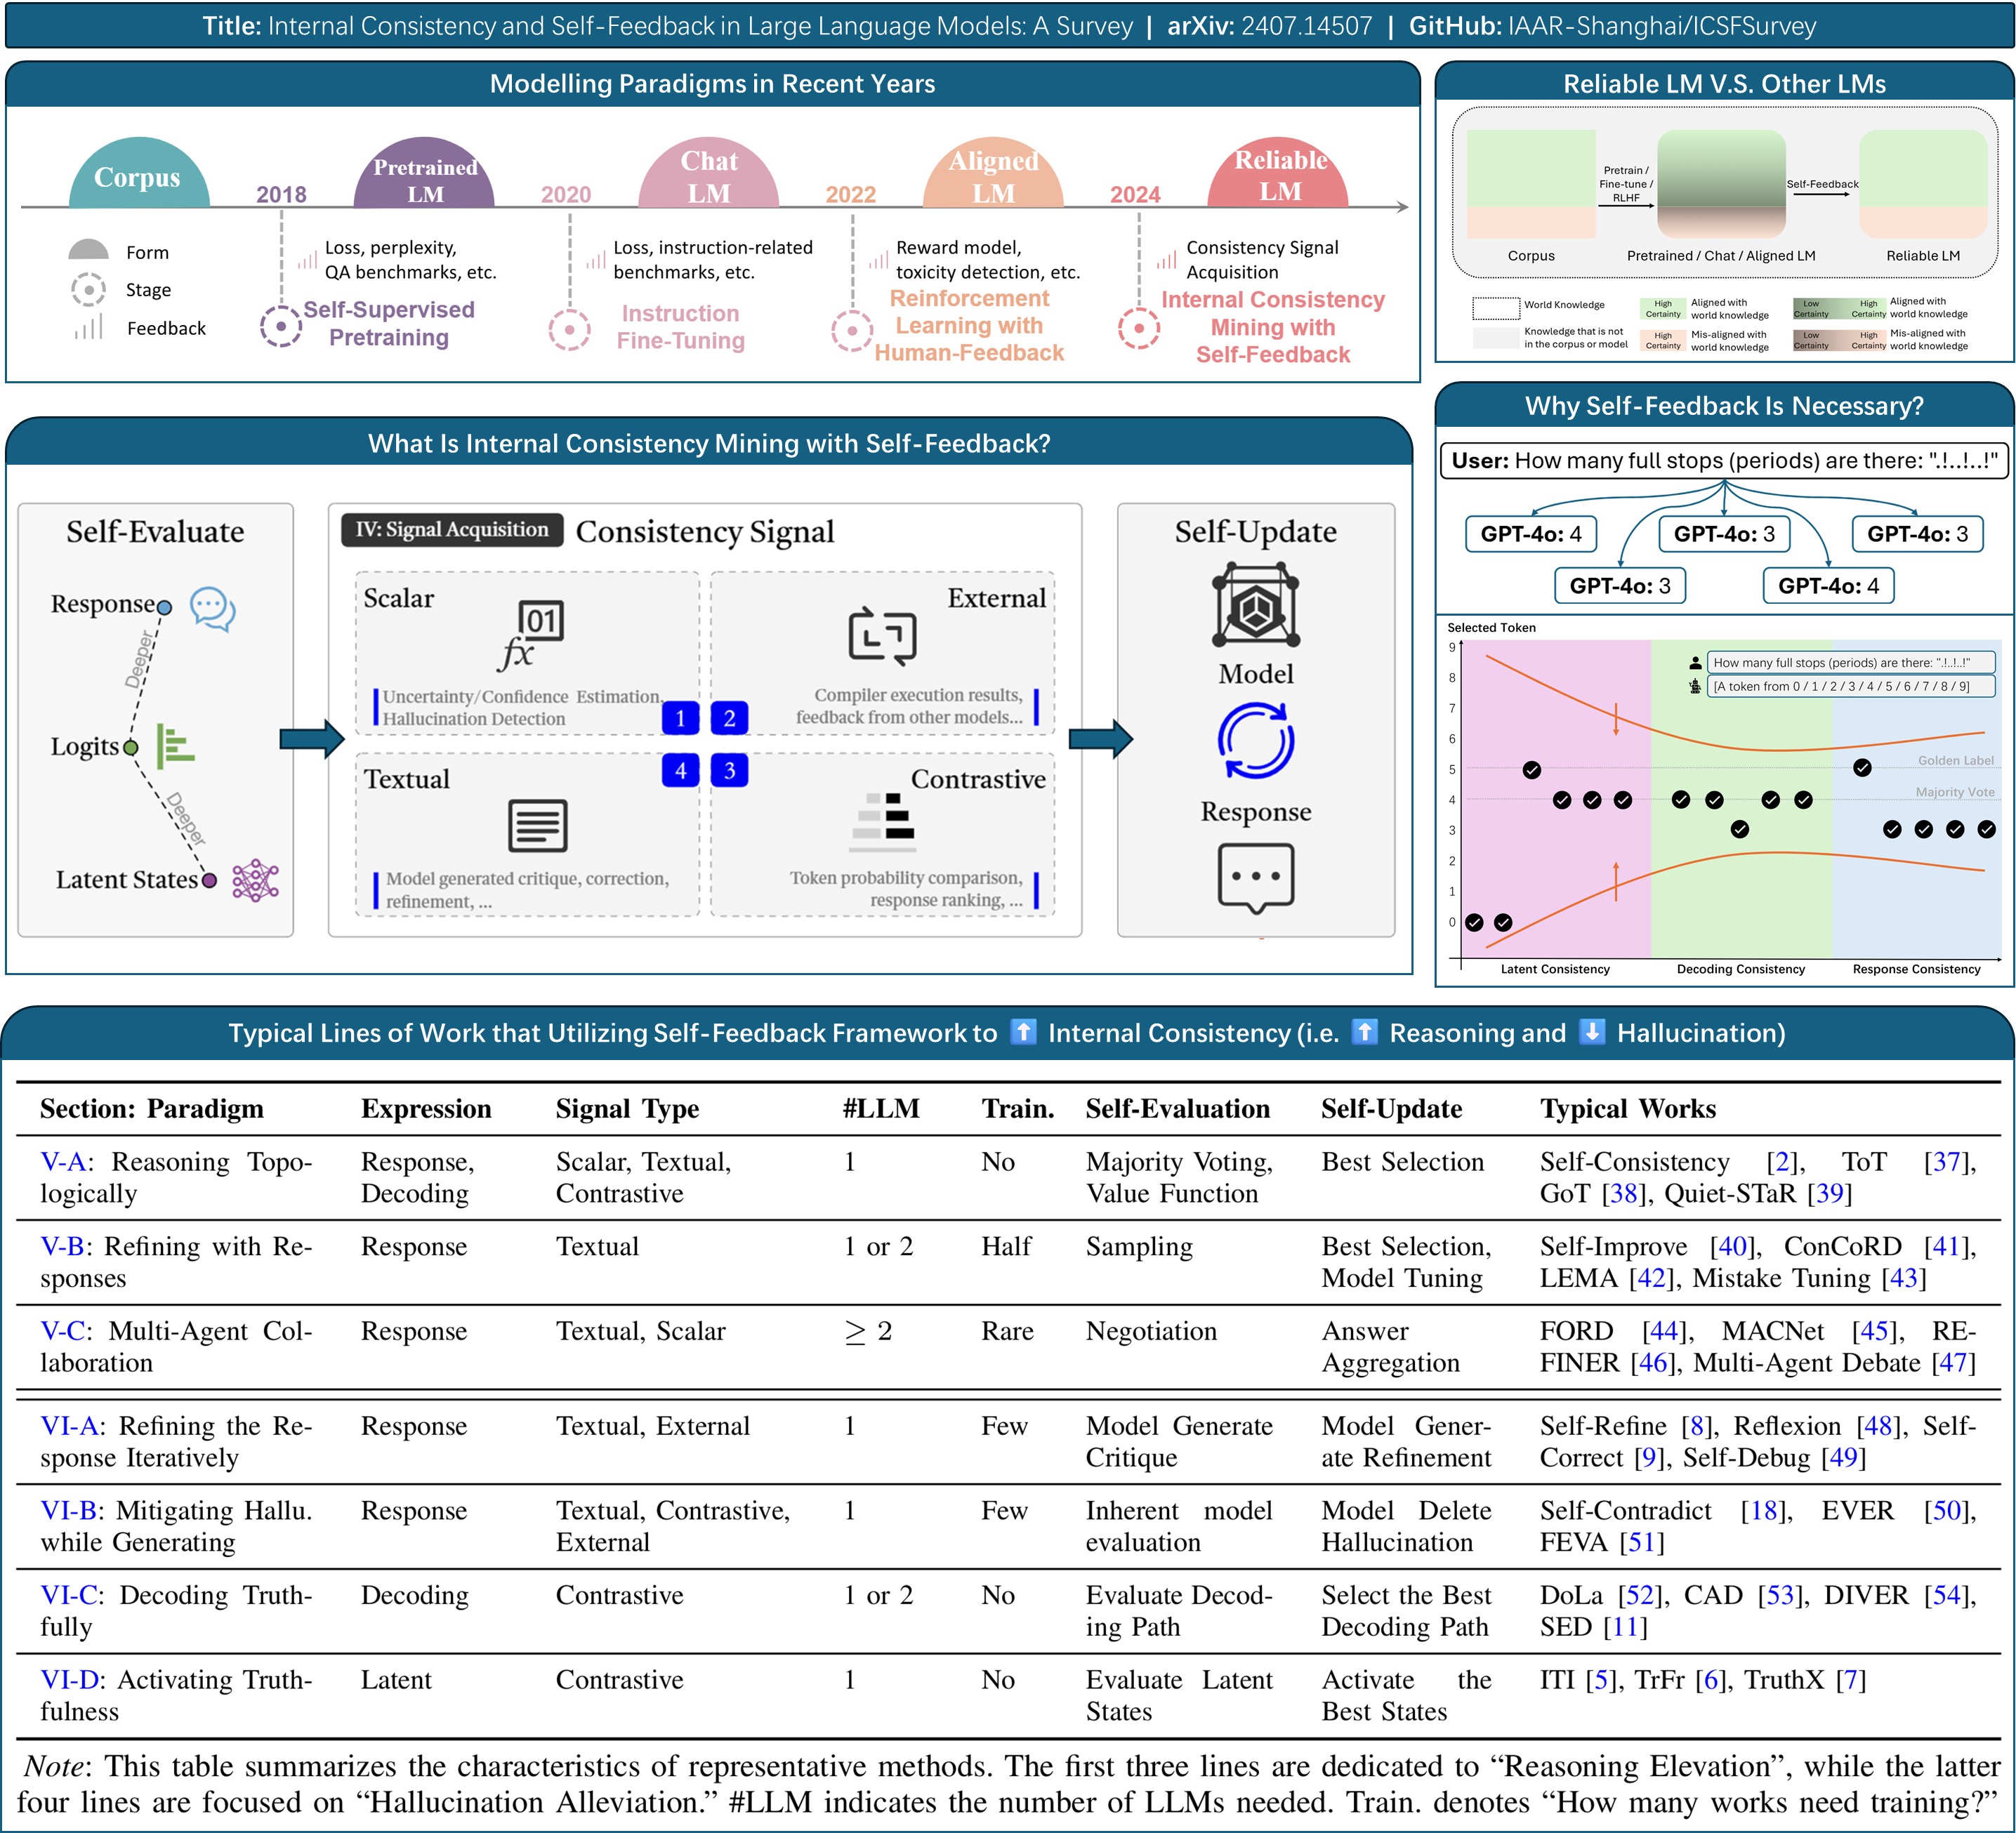 Title: Internal Consistency and Self-Feedback in Large Language Models: A Survey | arXiv: 2407.14507 | GitHub: IAAR-Shanghai/ICSFSurvey
Modelling Paradigms in Recent Years
Corpus
2018
Pretrained
LM
2020
Chat
LM
2022
Aligned
LM
2024
Reliable
LM
Form
Stage
Feedback
Loss, perplexity,
QA benchmarks, etc.
Self-Supervised
Pretraining
Loss, instruction-related
benchmarks, etc.
Instruction
Fine-Tuning
Reward model,
toxicity detection, etc.
Reinforcement
Learning with
Human-Feedback
Consistency Signal
Acquisition
Internal Consistency
Mining with
Self-Feedback
Reliable LM V.S. Other LMs
Pretrain /
Fine-tune /
RLHF
Self-Feedback
Corpus
Pretrained / Chat / Aligned LM
Reliable LM
World Knowledge
Knowledge that is not
in the corpus or model
High
Certainty
Aligned with
world knowledge
High
Certainty
Mis-aligned with
world knowledge
Low
Certainty
High
Certainty
Aligned with
world knowledge
Low
Certainty
High
Certainty
Mis-aligned with
world knowledge
What Is Internal Consistency Mining with Self-Feedback?
Self-Evaluate
Response
Deeper
Logits
Deeper
Latent States
IV: Signal Acquisition Consistency Signal
Scalar
01
fx
Uncertainty/Confidence Estimation,
Hallucination Detection
1
External
Compiler execution results,
feedback from other models...
2
Textual
Model generated critique, correction,
refinement, ...
4
Contrastive
Token probability comparison,
response ranking, ...
3
Self-Update
Model
Response
Why Self-Feedback Is Necessary?
User: How many full stops (periods) are there: ".!..!..!"
GPT-4o: 4
GPT-4o: 3
GPT-4o: 3
GPT-4o: 3
GPT-4o: 4
Selected Token
9
8
7
6
5
4
3
2
1
0
How many full stops (periods) are there: ".!..!..!"
[A token from 0 / 1 / 2 / 3 / 4 / 5 / 6 / 7 / 8 / 9]
Golden Label
Majority Vote
Latent Consistency
Decoding Consistency
Response Consistency
Typical Lines of Work that Utilizing Self-Feedback Framework to ⬆ Internal Consistency (i.e. ⬆ Reasoning and ⬇ Hallucination)
Section: Paradigm Expression Signal Type #LLM Train. Self-Evaluation Self-Update Typical Works
V-A: Reasoning Topo- Response, Scalar, Textual, 1 No Majority Voting, Best Selection Self-Consistency [2], ToT [37],
logically Decoding Contrastive Value Function GoT [38], Quiet-STaR [39]
V-B: Refining with Re- Response Textual 1 or 2 Half Sampling Best Selection, Self-Improve [40], ConCoRD [41],
sponses Model Tuning LEMA [42], Mistake Tuning [43]
V-C: Multi-Agent Col- Response Textual, Scalar ≥ 2 Rare Negotiation Answer FORD [44], MACNet [45], RE-
laboration Aggregation FINER [46], Multi-Agent Debate [47]
VI-A: Refining the Re- Response Textual, External 1 Few Model Generate Model Gener- Self-Refine [8], Reflexion [48], Self-
sponse Iteratively Critique ate Refinement Correct [9], Self-Debug [49]
VI-B: Mitigating Hallu. Response Textual, Contrastive, 1 Few Inherent model Model Delete Self-Contradict [18], EVER [50],
while Generating External evaluation Hallucination FEVA [51]
VI-C: Decoding Truth- Decoding Contrastive 1 or 2 No Evaluate Decod- Select the Best DoLa [52], CAD [53], DIVER [54],
fully ing Path Decoding Path SED [11]
VI-D: Activating Truth- Latent Contrastive 1 No Evaluate Latent Activate the ITI [5], TrFr [6], TruthX [7]
fulness States Best States
Note: This table summarizes the characteristics of representative methods. The first three lines are dedicated to “Reasoning Elevation”, while the latter
four lines are focused on “Hallucination Alleviation.” #LLM indicates the number of LLMs needed. Train. denotes “How many works need training?”